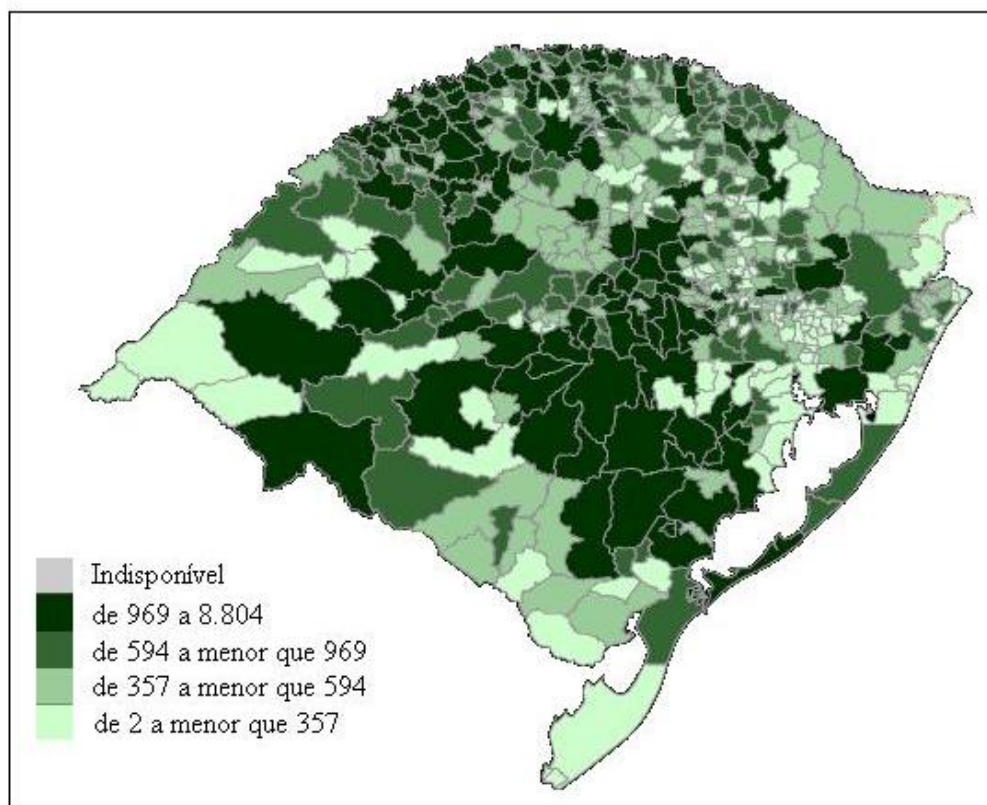 Indisponível
de 969 a 8.804
de 594 a menor que 969
de 357 a menor que 594
de 2 a menor que 357